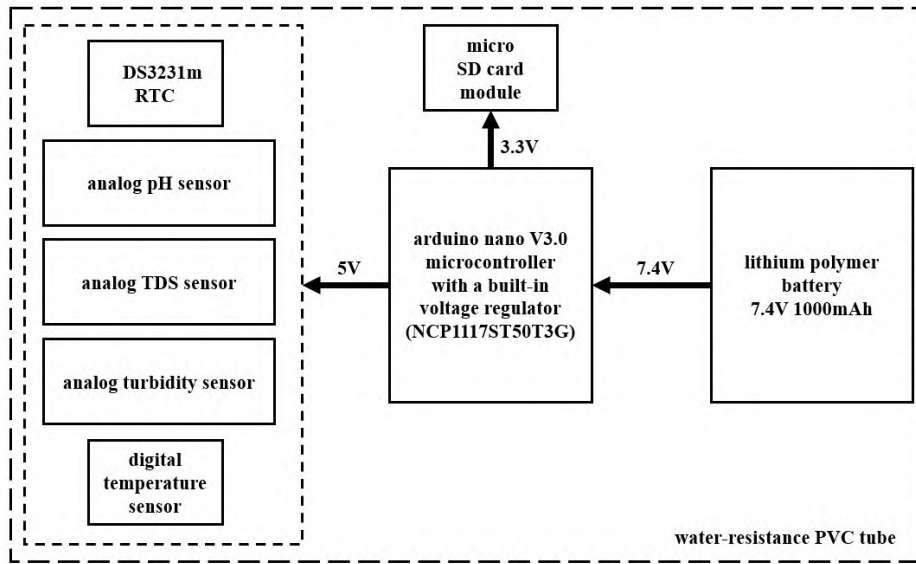 DS3231m
RTC
analog pH sensor
analog TDS sensor
analog turbidity sensor
digital
temperature
sensor
5V
micro
SD card
module
3.3V
arduino nano V3.0
microcontroller
with a built-in
voltage regulator
(NCP1117ST50T3G)
7.4V
lithium polymer
battery
7.4V 1000mAh
water-resistance PVC tube